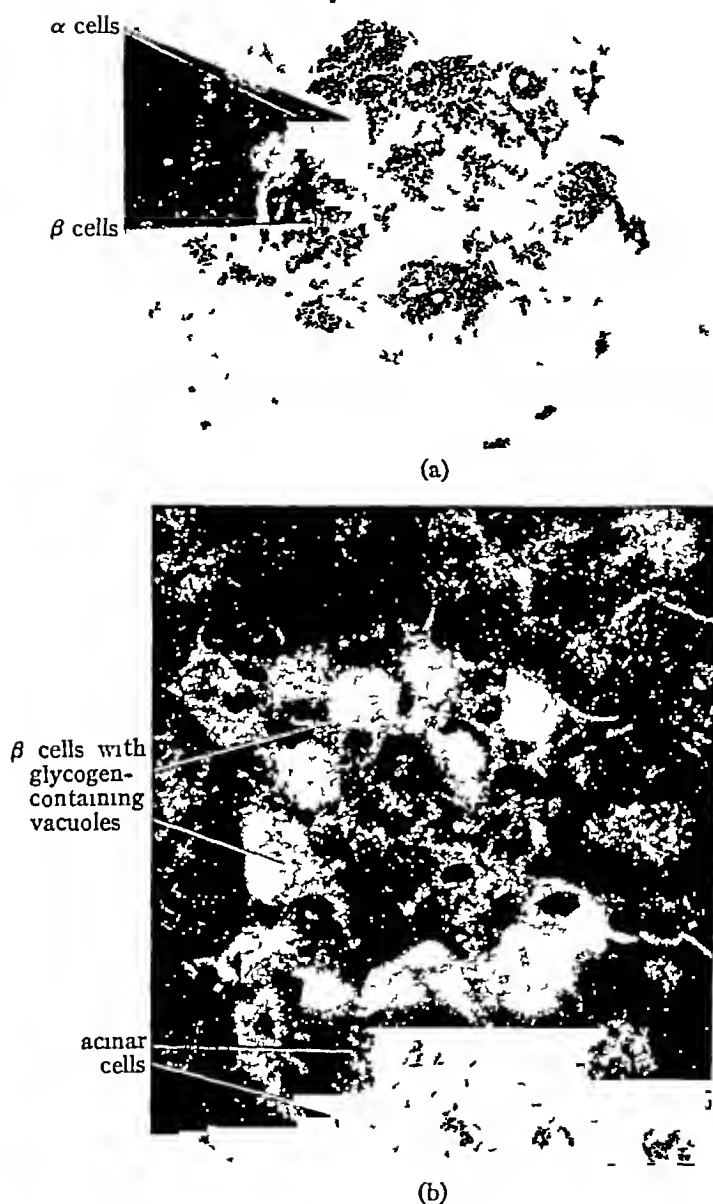 α cells
β cells
(a)
β cells with
glycogen-
containing
vacuoles
acinar
cells
(b)